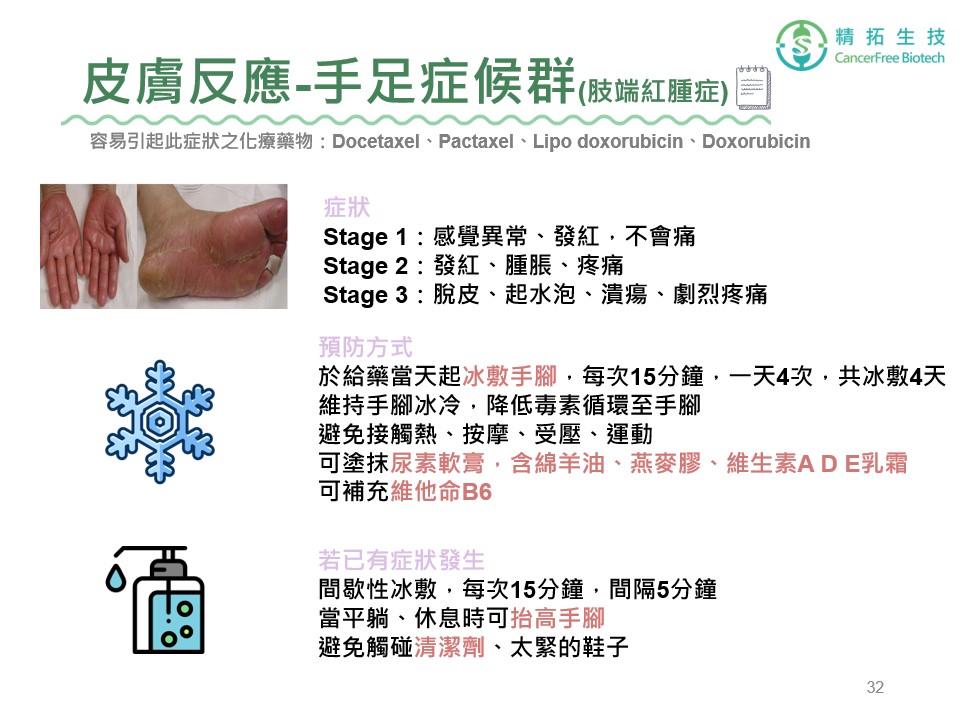 精拓生技
CancerFree Biotech
皮膚反應-手足症候群(肢端紅腫症)
容易引起此症狀之化療藥物：Docetaxel、Pactaxel、Lipo doxorubicin、Doxorubicin
症狀
Stage 1：感覺異常、發紅，不會痛
Stage 2：發紅、腫脹、疼痛
Stage 3：脫皮、起水泡、潰瘍、劇烈疼痛
預防方式
於給藥當天起冰敷手腳，每次15分鐘，一天4次，共冰敷4天
維持手腳冰冷，降低毒素循環至手腳
避免接觸熱、按摩、受壓、運動
可塗抹尿素軟膏，含綿羊油、燕麥膠、維生素A D E乳霜
可補充維他命B6
若已有症狀發生
間歇性冰敷，每次15分鐘，間隔5分鐘
當平躺、休息時可抬高手腳
避免觸碰清潔劑、太緊的鞋子
32